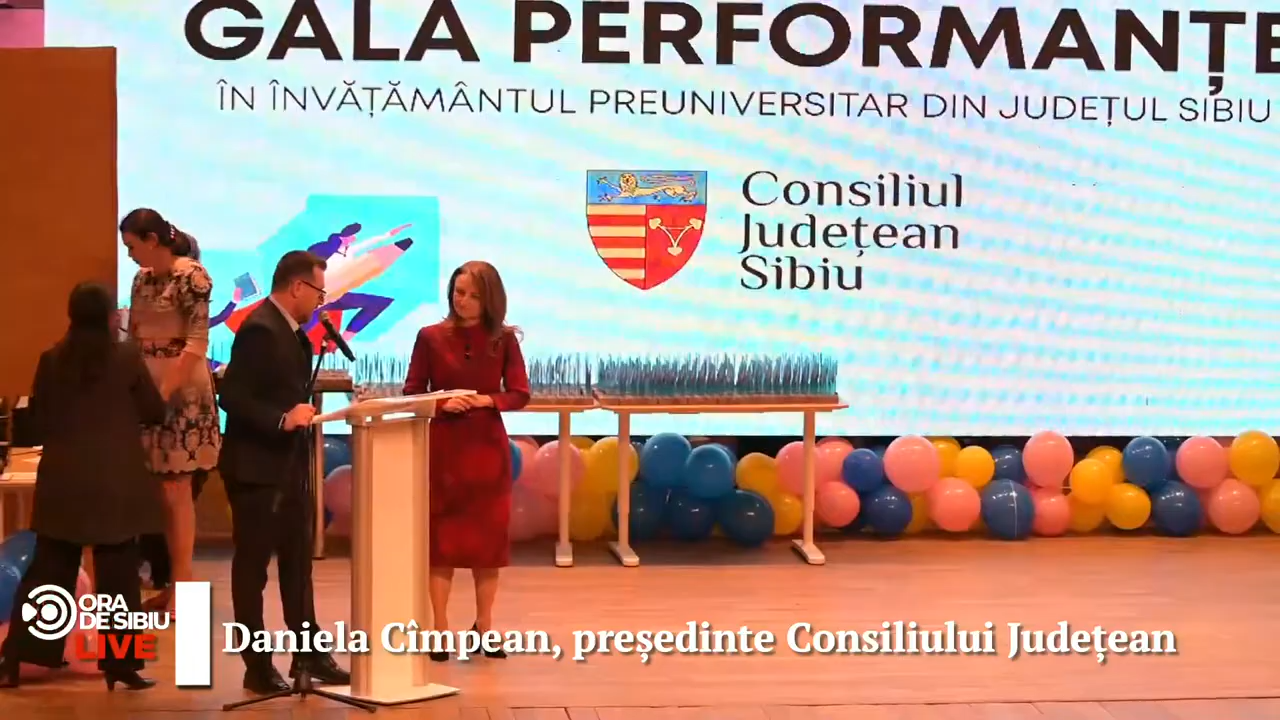 GALA PERFORMANȚE
ÎN ÎNVĂȚĂMÂNTUL PREUNIVERSITAR DIN JUDEȚUL SIBIU
Consiliul
Județean
Sibiu
ORA
DE SIBIU
LIVE
Daniela Cîmpean, președinte Consiliului Județean